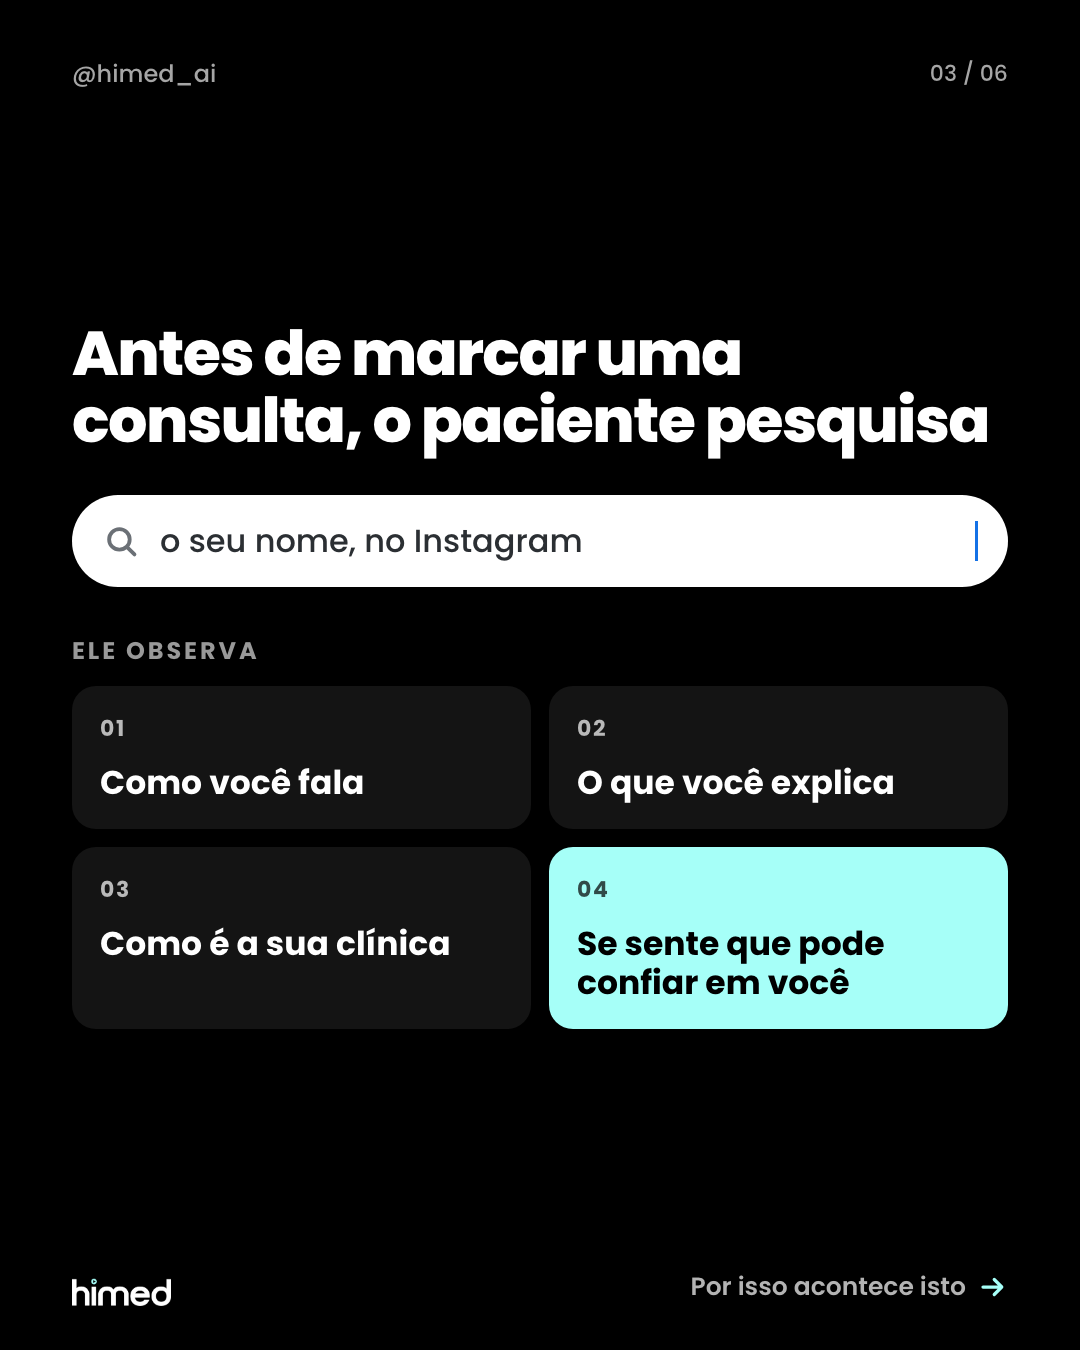 @himed_ai
03 / 06
Antes de marcar uma
consulta, o paciente pesquisa
o seu nome, no Instagram
ELE OBSERVA
01
Como você fala
02
O que você explica
03
Como é a sua clínica
04
Se sente que pode
confiar em você
himed
Por isso acontece isto →